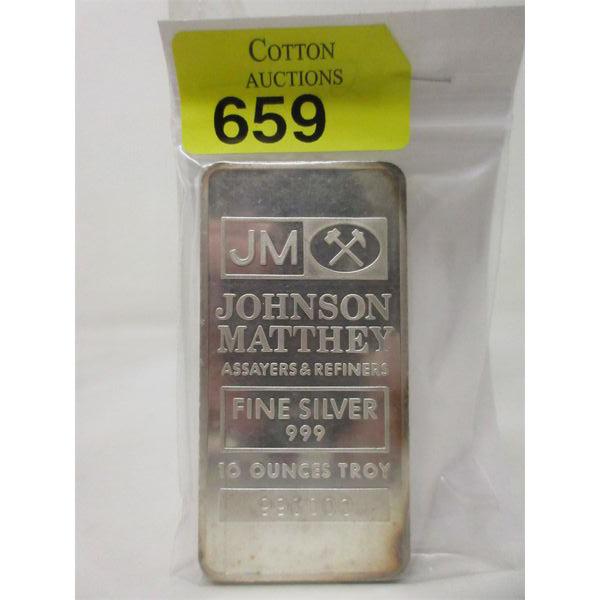 COTTON
AUCTIONS
659
JM
JOHNSON
MATTHEY
ASSAYERS & REFINERS
FINE SILVER
999
10 OUNCES TROY